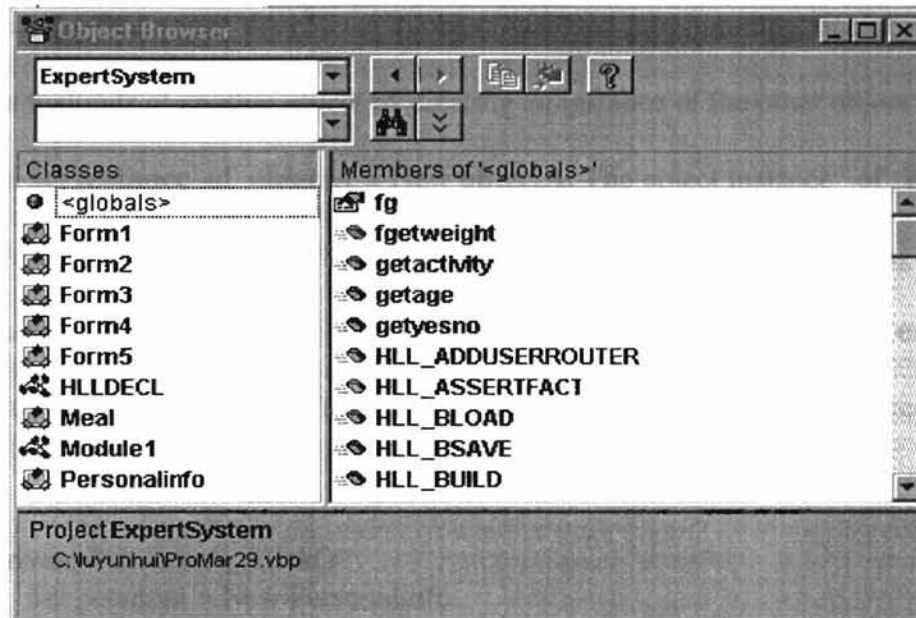 Object Browser
ExpertSystem
Classes
Members of '<globals>'
<globals>
Form1
Form2
Form3
Form4
Form5
HLLDECL
Meal
Module1
Personalinfo
fg
fgetweight
getactivity
getage
getyesno
HLL_ADDUSERROUTER
HLL_ASSERTFACT
HLL_BLOAD
HLL_BSAVE
HLL_BUILD
Project ExpertSystem
C:\luyunhui\ProMar29.vbp